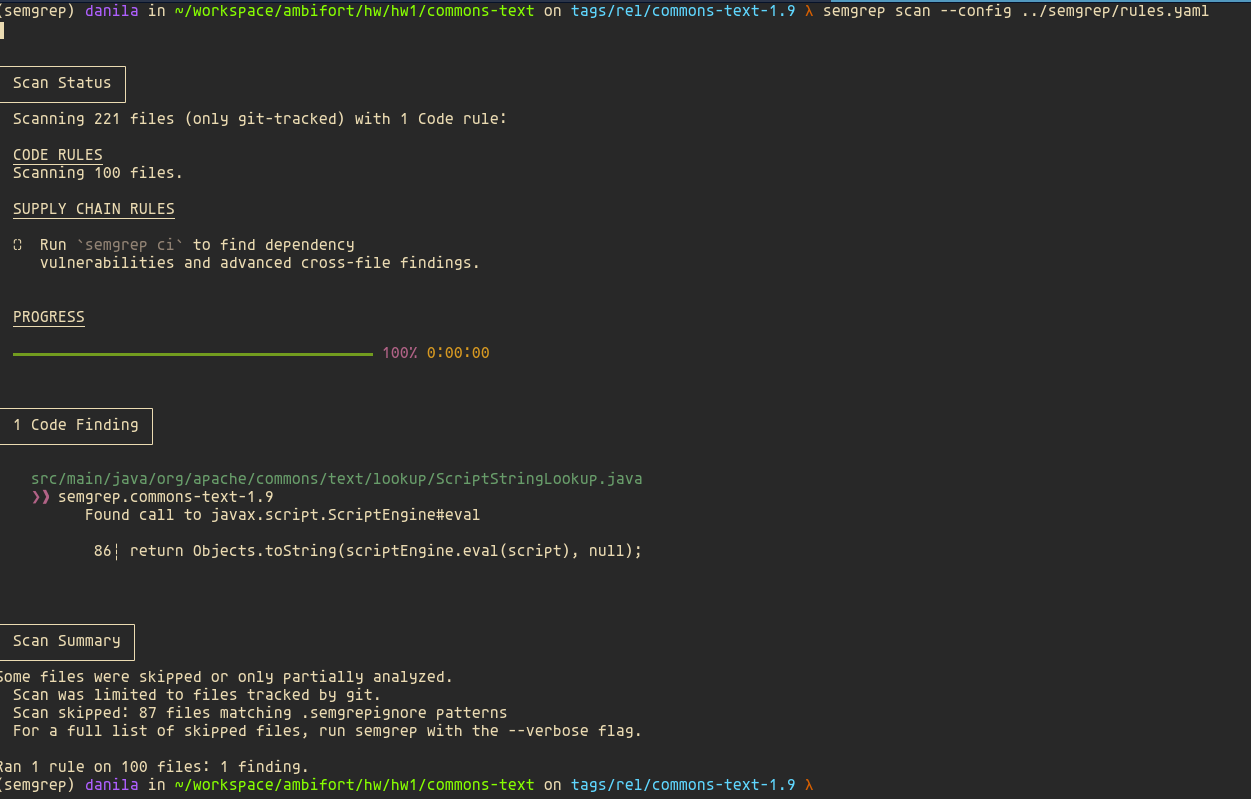 (semgrep) danila in ~/workspace/ambifort/hw/hw1/commons-text on tags/rel/commons-text-1.9 λ semgrep scan --config ../semgrep/rules.yaml
Scan Status
Scanning 221 files (only git-tracked) with 1 Code rule:
CODE RULES
Scanning 100 files.
SUPPLY CHAIN RULES
Run `semgrep ci` to find dependency
vulnerabilities and advanced cross-file findings.
PROGRESS
100% 0:00:00
1 Code Finding
src/main/java/org/apache/commons/text/lookup/ScriptStringLookup.java
❯❯ semgrep.commons-text-1.9
Found call to javax.script.ScriptEngine#eval
86┆ return Objects.toString(scriptEngine.eval(script), null);
Scan Summary
Some files were skipped or only partially analyzed.
Scan was limited to files tracked by git.
Scan skipped: 87 files matching .semgrepignore patterns
For a full list of skipped files, run semgrep with the --verbose flag.
Ran 1 rule on 100 files: 1 finding.
(semgrep) danila in ~/workspace/ambifort/hw/hw1/commons-text on tags/rel/commons-text-1.9 λ